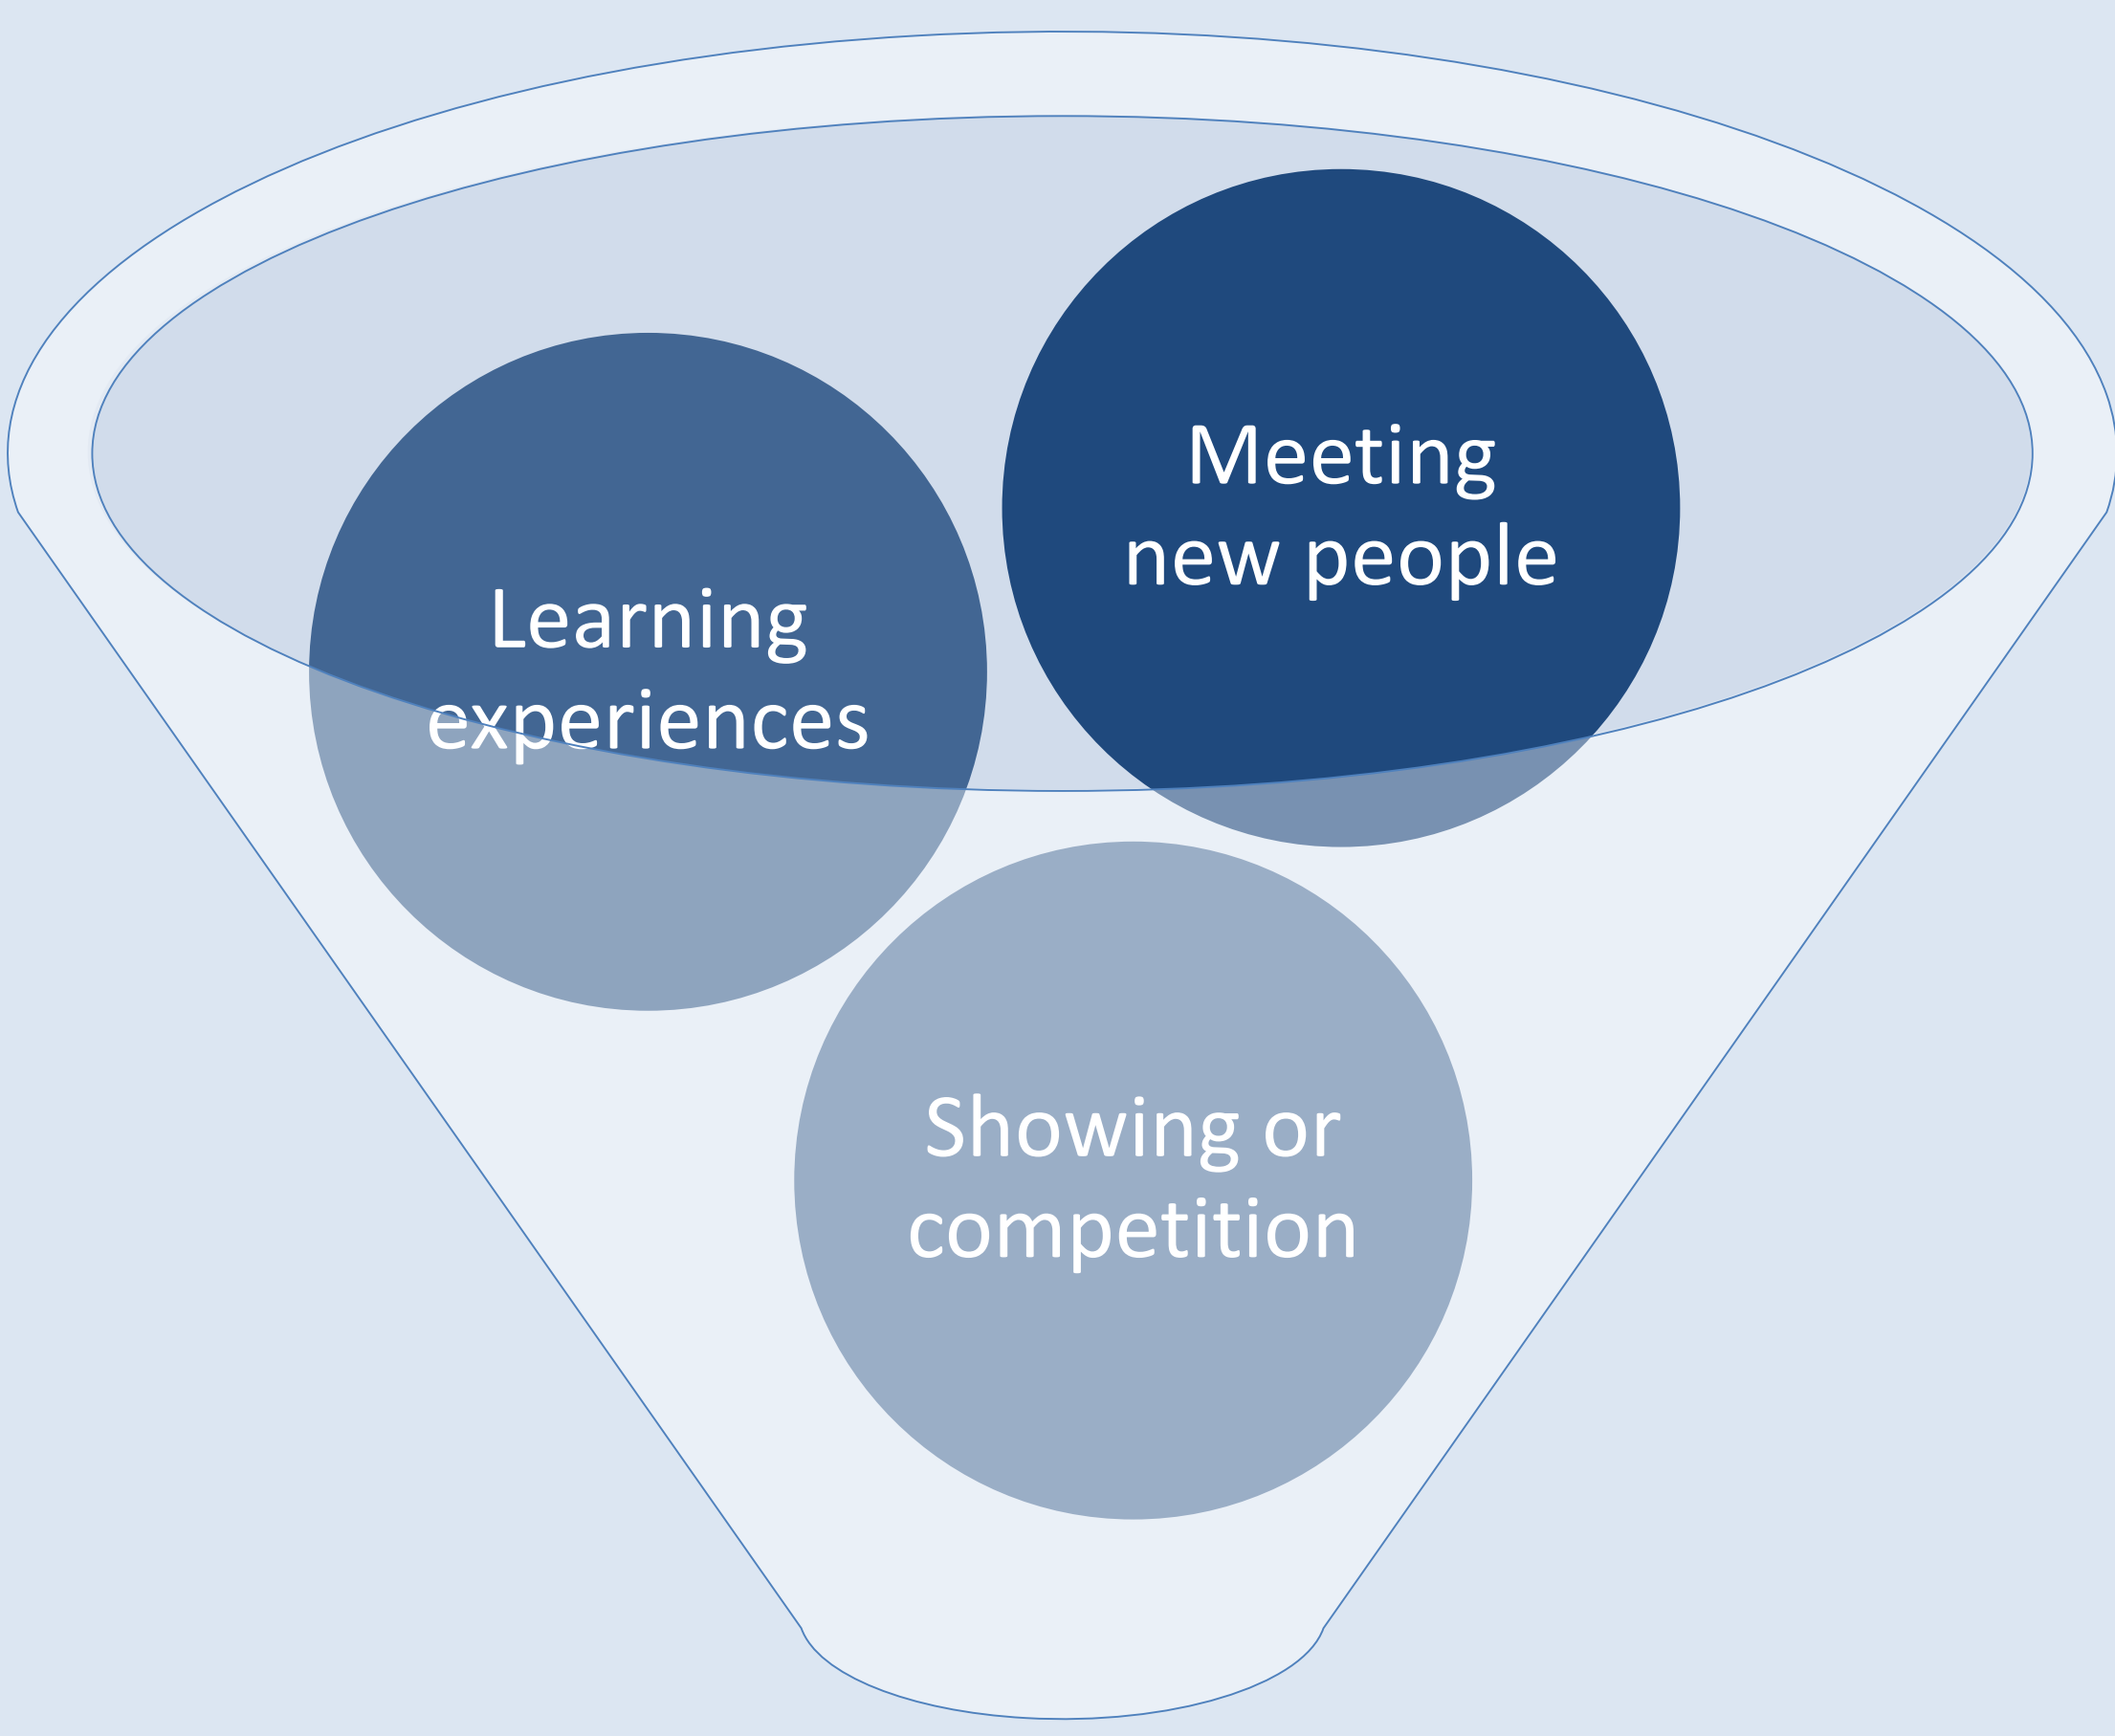 Meeting
new people
Learning
experiences
Showing or
competition